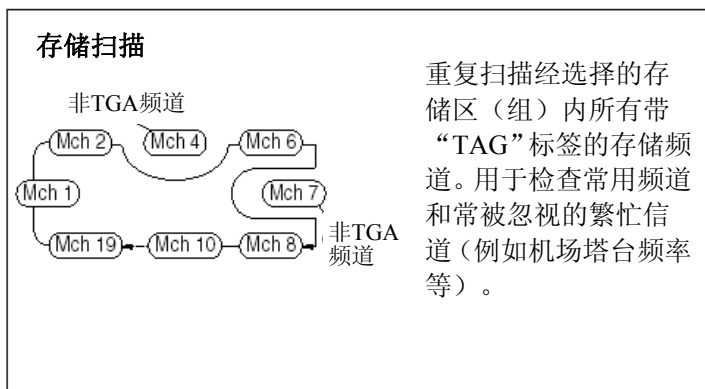 存储扫描
非TGA频道
Mch 2
Mch 4
Mch 6
Mch 1
Mch 7
非TGA
频道
Mch 19
Mch 10
Mch 8
重复扫描经选择的存
储区（组）内所有带
“TAG”标签的存储频
道。用于检查常用频道
和常被忽视的繁忙信
道（例如机场塔台频率
等）。